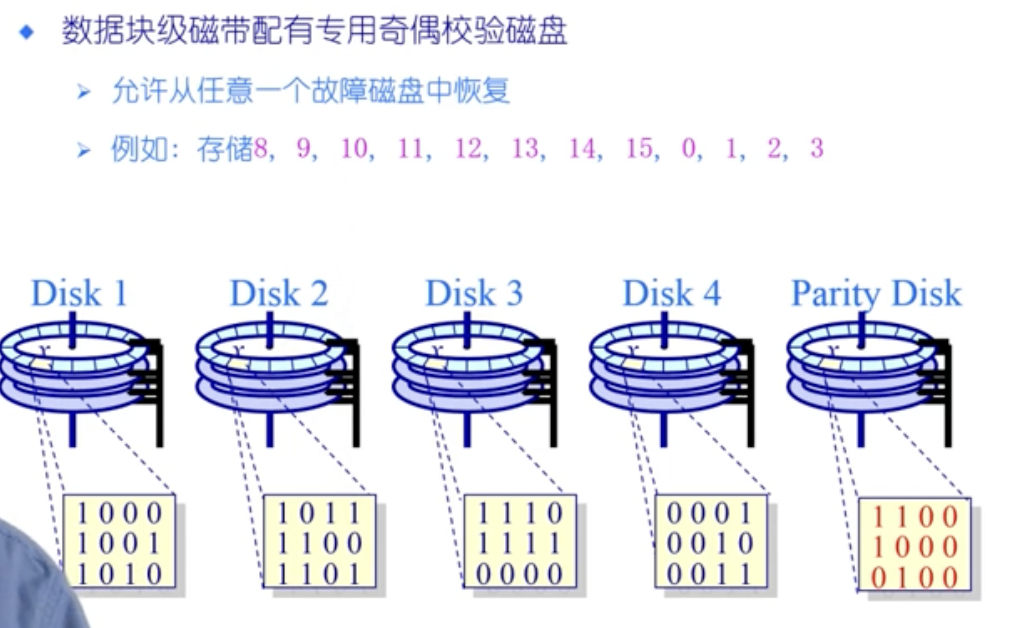 数据块级磁带配有专用奇偶校验磁盘
允许从任意一个故障磁盘中恢复
例如：存储8, 9, 10, 11, 12, 13, 14, 15, 0, 1, 2, 3
Disk 1 Disk 2 Disk 3 Disk 4 Parity Disk
1 0 0 0 1 0 1 1 1 1 1 0 0 0 0 1 1 1 0 0
1 0 0 1 1 1 0 0 1 1 1 1 0 0 1 0 1 0 0 0
1 0 1 0 1 1 0 1 0 0 0 0 0 0 1 1 0 1 0 0